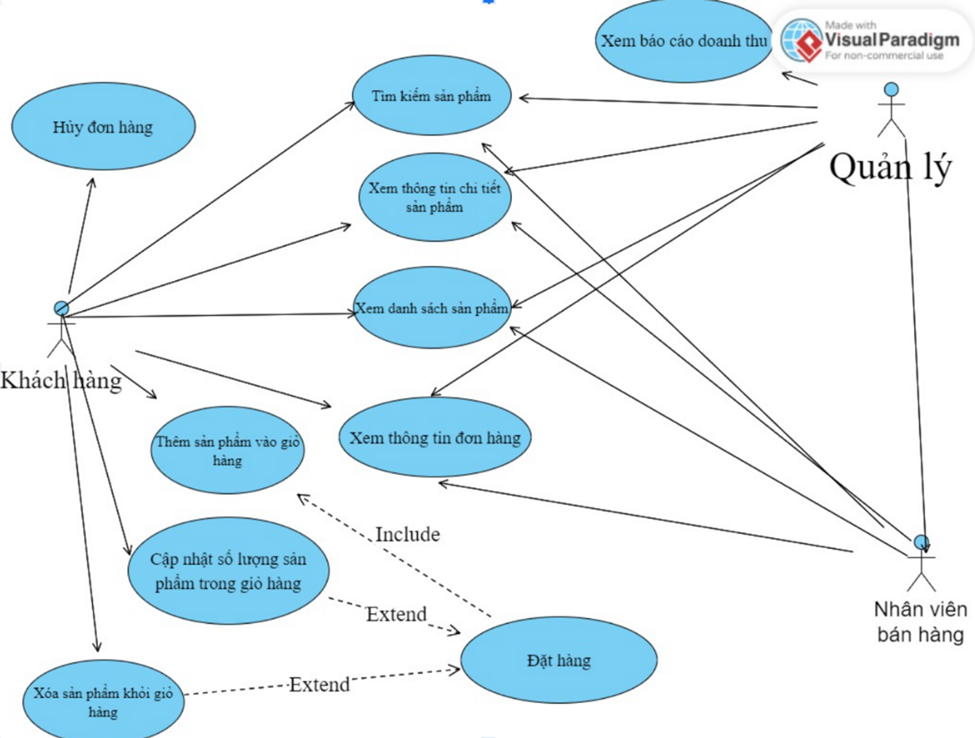 Xem báo cáo doanh thu
Made with
VisualParadigm
For non-commercial use
Tìm kiếm sản phẩm
Hủy đơn hàng
Quản lý
Xem thông tin chi tiết
sản phẩm
Xem danh sách sản phẩm
Khách hàng
Thêm sản phẩm vào giỏ
hàng
Xem thông tin đơn hàng
Include
Cập nhật số lượng sản
phẩm trong giỏ hàng
Extend
Nhân viên
bán hàng
Đặt hàng
Extend
Xóa sản phẩm khỏi giỏ
hàng